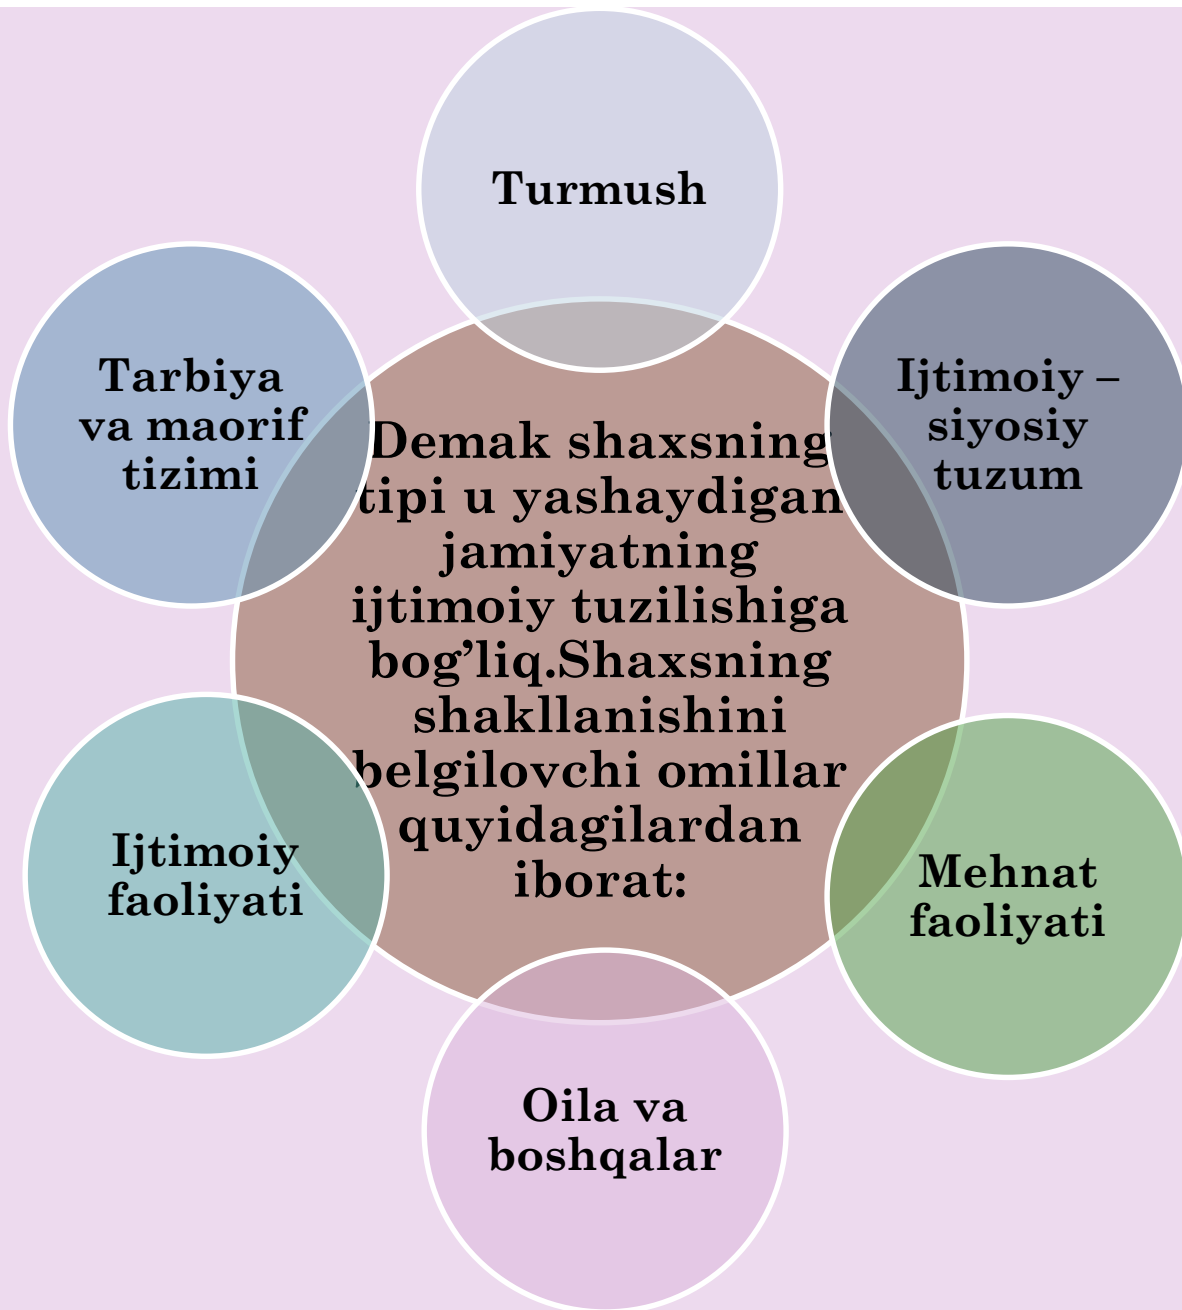 Turmush
Tarbiya
va maorif
tizimi
Ijtimoiy –
siyosiy
tuzum
Demak shaxsning
tipi u yashaydigan
jamiyatning
ijtimoiy tuzilishiga
bog’liq.Shaxsning
shakllanishini
belgilovchi omillar
quyidagilardan
iborat:
Ijtimoiy
faoliyati
Mehnat
faoliyati
Oila va
boshqalar